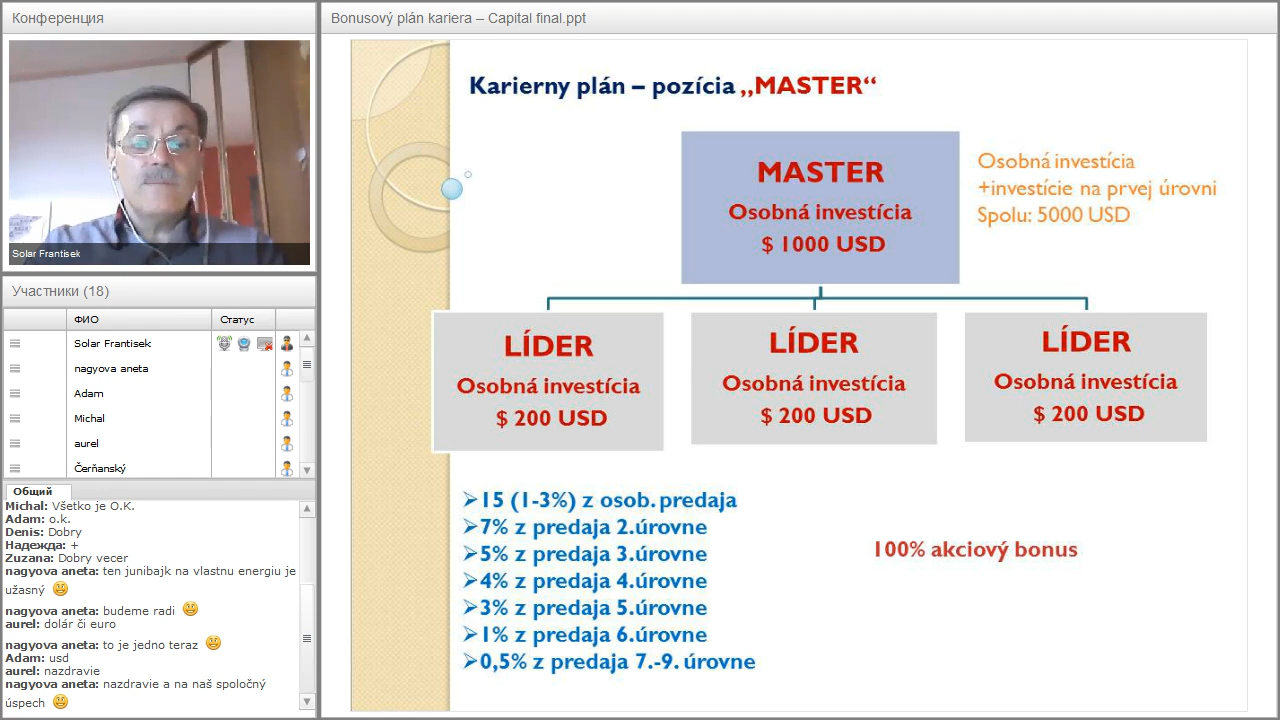 Конференция
Solar Frantisek
Участники (18)
ФИО Статус
Solar Frantisek
nagyova aneta
Adam
Michal
aurel
Čerňanský
Общий
Michal: Všetko je O.K.
Adam: o.k.
Denis: Dobry
Надежда: +
Zuzana: Dobry vecer
nagyova aneta: ten junibajk na vlastnu energiu je
užasný
nagyova aneta: budeme radi
aurel: dolár či euro
nagyova aneta: to je jedno teraz
Adam: usd
aurel: nazdravie
nagyova aneta: nazdravie a na naš spoločný
úspech
Bonusový plán kariera – Capital final.ppt
Karierny plán – pozícia „MASTER“
MASTER
Osobná investícia
$ 1000 USD
Osobná investícia
+investície na prvej úrovni
Spolu: 5000 USD
LÍDER
Osobná investícia
$ 200 USD
LÍDER
Osobná investícia
$ 200 USD
LÍDER
Osobná investícia
$ 200 USD
➢15 (1-3%) z osob. predaja
➢7% z predaja 2.úrovne
➢5% z predaja 3.úrovne
➢4% z predaja 4.úrovne
➢3% z predaja 5.úrovne
➢1% z predaja 6.úrovne
➢0,5% z predaja 7.-9. úrovne
100% akciový bonus